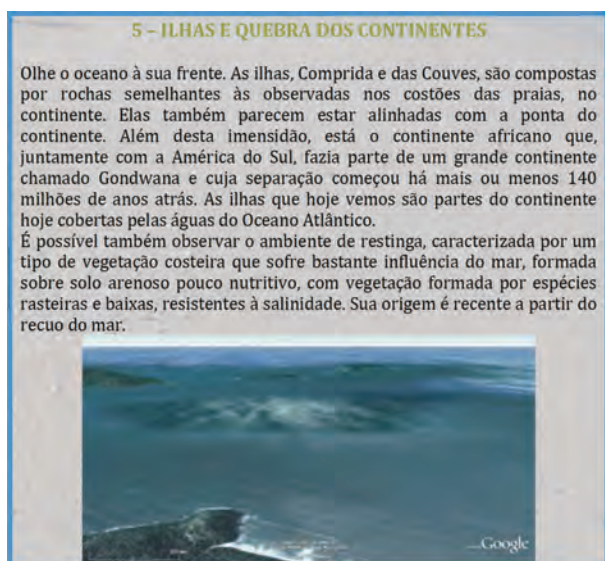 5 – ILHAS E QUEBRA DOS CONTINENTES
Olhe o oceano à sua frente. As ilhas, Comprida e das Couves, são compostas
por rochas semelhantes às observadas nos costões das praias, no
continente. Elas também parecem estar alinhadas com a ponta do
continente. Além desta imensidão, está o continente africano que,
juntamente com a América do Sul, fazia parte de um grande continente
chamado Gondwana e cuja separação começou há mais ou menos 140
milhões de anos atrás. As ilhas que hoje vemos são partes do continente
hoje cobertas pelas águas do Oceano Atlântico.
É possível também observar o ambiente de restinga, caracterizada por um
tipo de vegetação costeira que sofre bastante influência do mar, formada
sobre solo arenoso pouco nutritivo, com vegetação formada por espécies
rasteiras e baixas, resistentes à salinidade. Sua origem é recente a partir do
recuo do mar.
Google